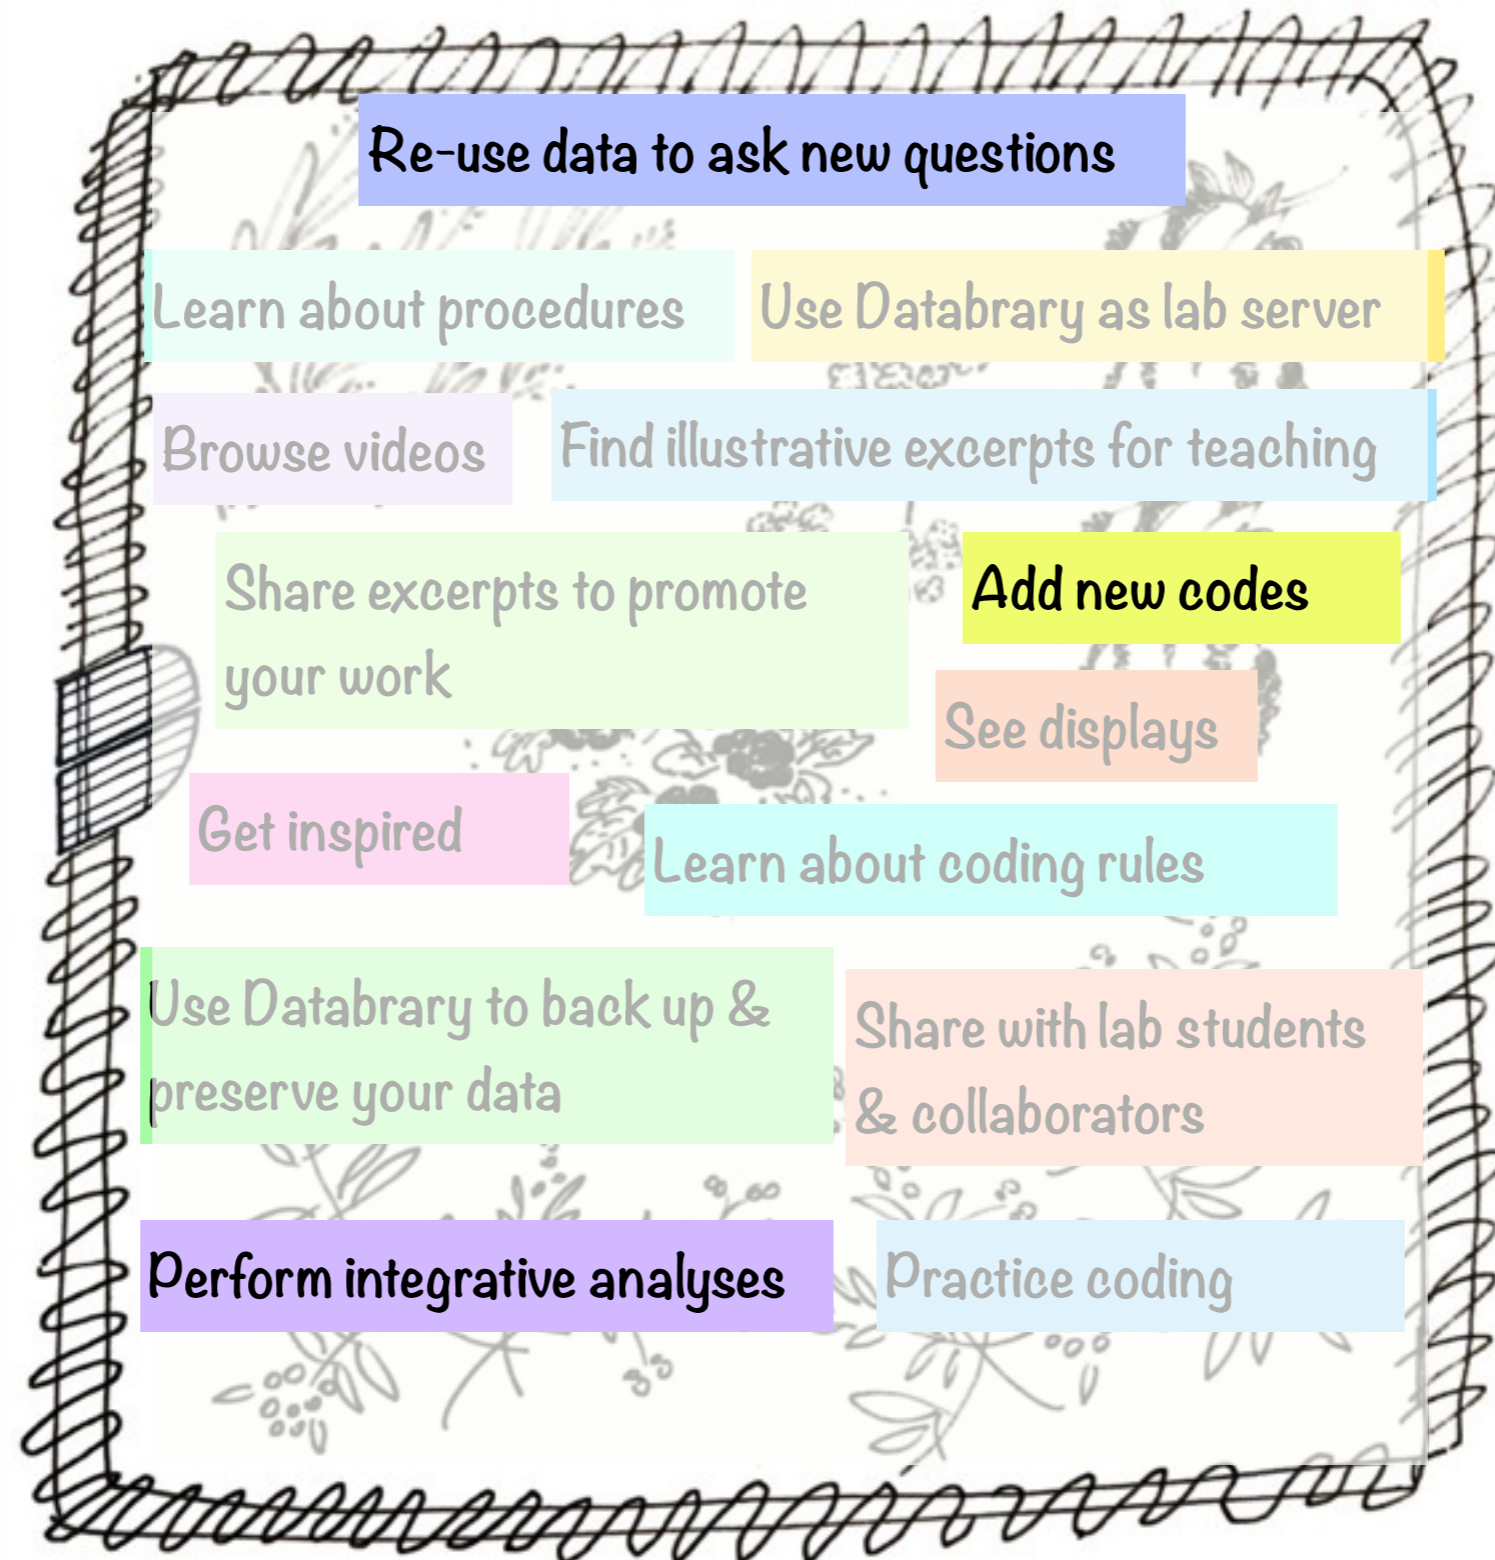 Re-use data to ask new questions
Learn about procedures
Use Databrary as lab server
Browse videos
Find illustrative excerpts for teaching
Share excerpts to promote
your work
Add new codes
See displays
Get inspired
Learn about coding rules
Use Databrary to back up &
preserve your data
Share with lab students
& collaborators
Perform integrative analyses
Practice coding